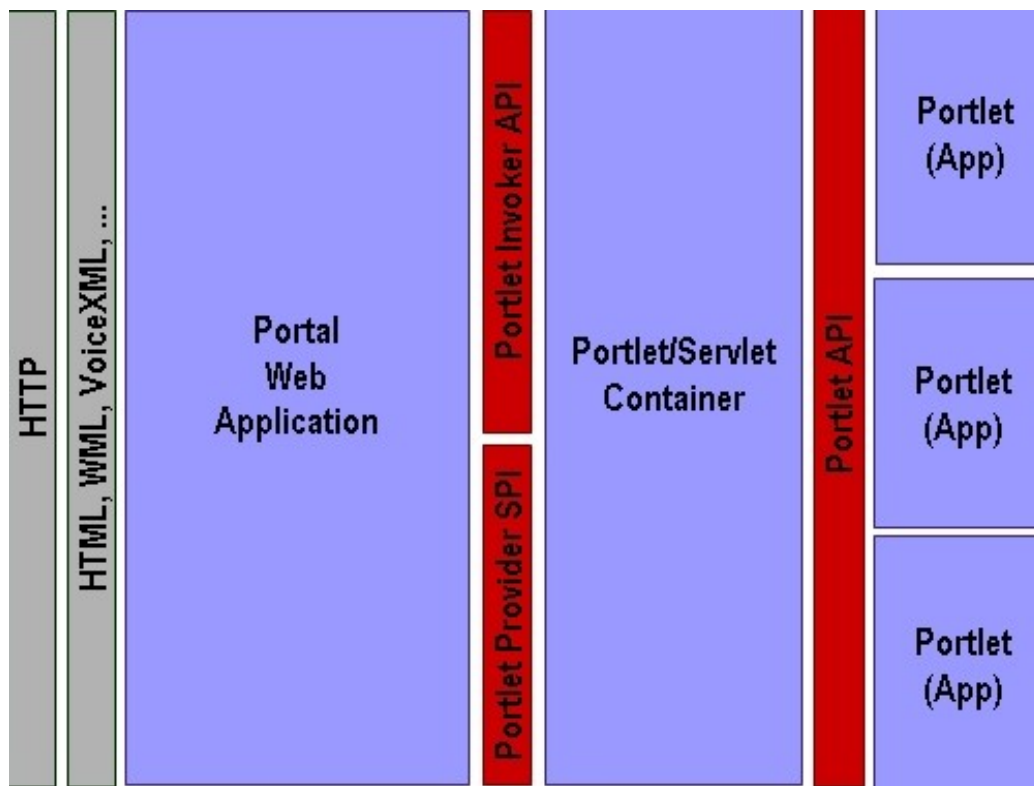 HTTP
HTML, WML, VoiceXML, ...
Portal
Web
Application
Portlet Invoker API
Portlet Provider SPI
Portlet/Servlet
Container
Portlet API
Portlet
(App)
Portlet
(App)
Portlet
(App)